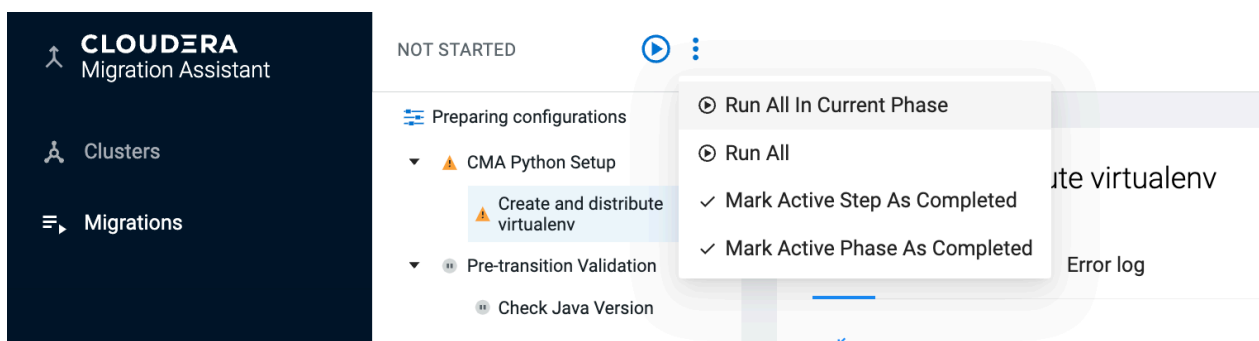 CLOUDERA
Migration Assistant
Clusters
Migrations
NOT STARTED
Preparing configurations
CMA Python Setup
Create and distribute
virtualenv
Pre-transition Validation
Check Java Version
Run All In Current Phase
Run All
Mark Active Step As Completed
Mark Active Phase As Completed
virtualenv
Error log